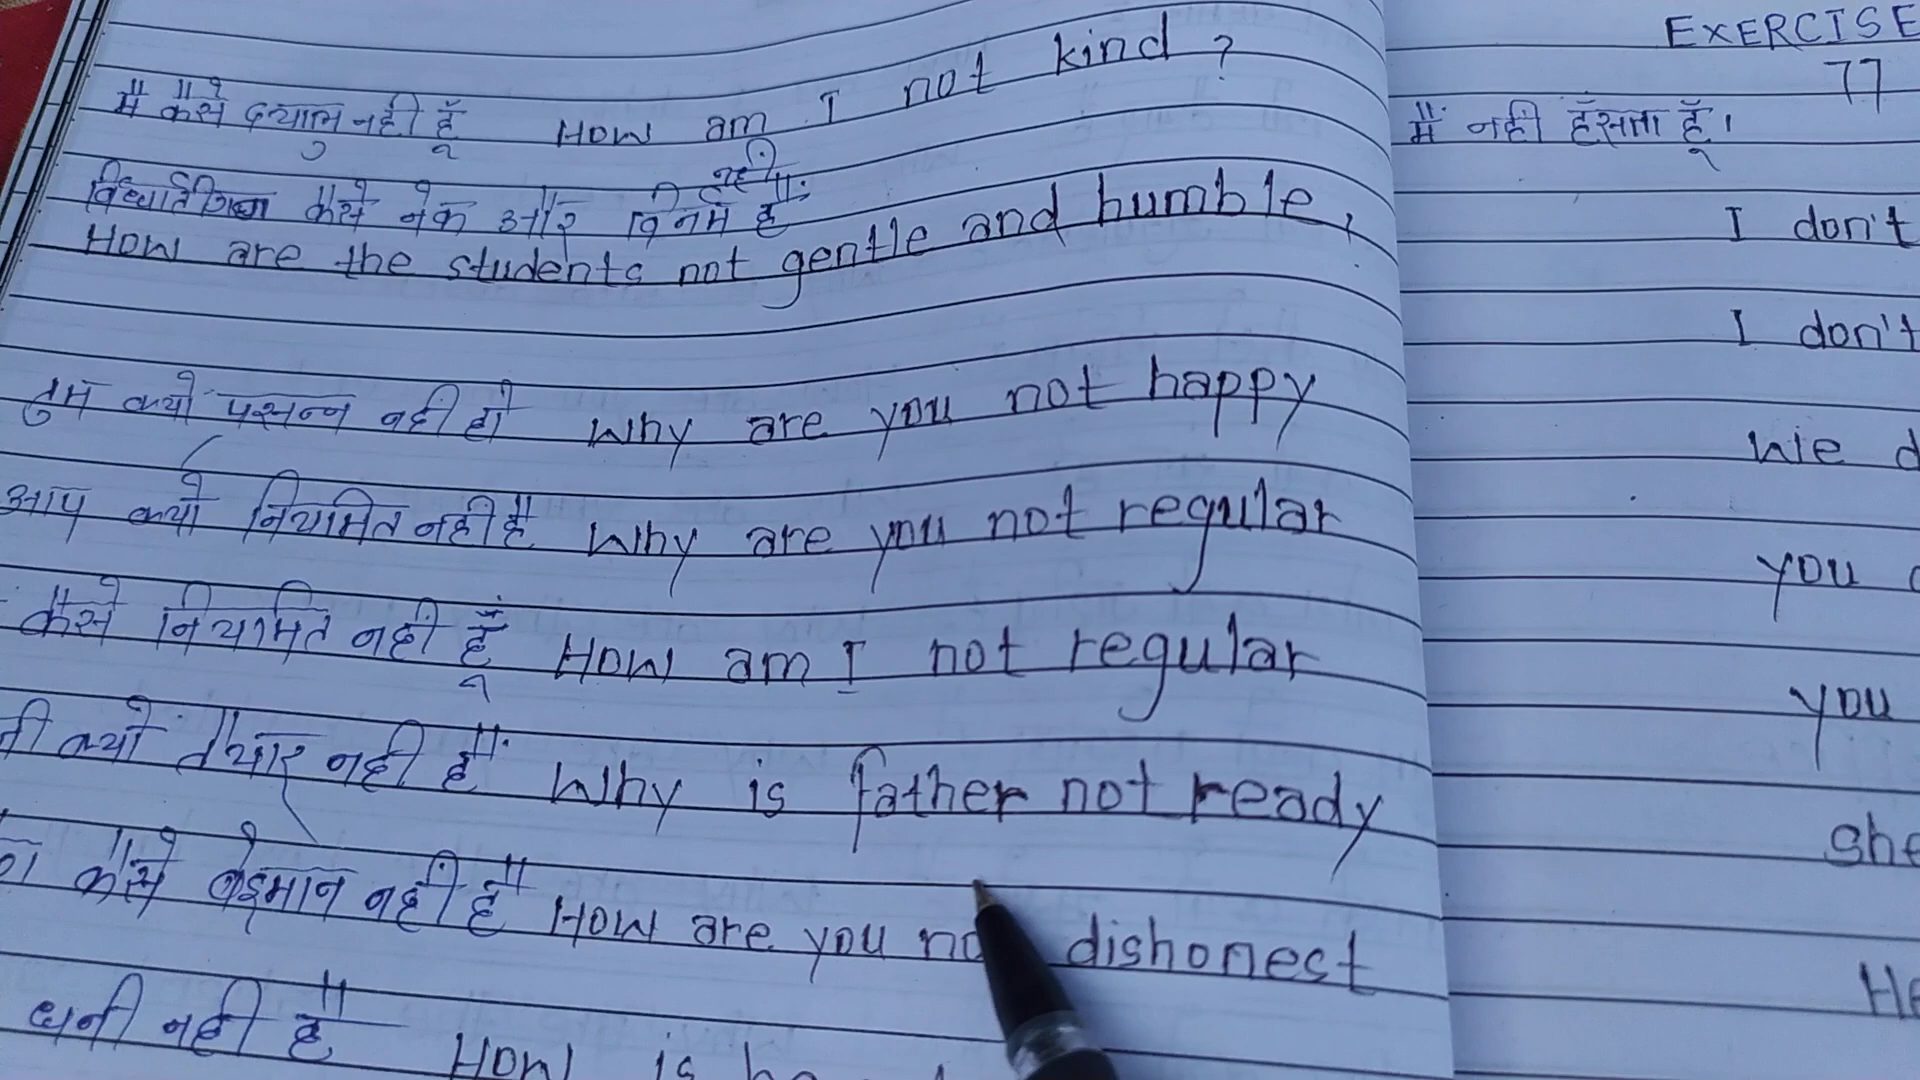 मैं कैसे दयालु नहीं हूँ How am I not kind ?
नहीं
कैसे नेक और विनम्र हैं
How are the students not gentle and humble,
तुम क्यों प्रसन्न नहीं हो Why are you not happy
आप क्यों नियमित नहीं हैं Why are you not regular
कैसे नियमित नहीं हूँ How am I not regular
क्यों तैयार नहीं हैं Why is father not ready
कैसे बेईमान नहीं है How are you not dishonest
धनी नहीं है How is he
EXERCISE
77
मैं नहीं हँसता हूँ।
I don't
I don't
We d
you
you
she
He